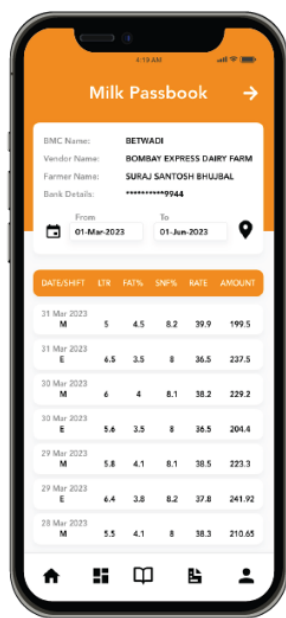 4:13 AM
Milk Passbook
BMC Name: BETWADI
Vendor Name: BOMBAY EXPRESS DAIRY FARM
Farmer Name: SURAJ SANTOSH BHUJBAL
Bank Details: **********9944
From To
01-Mar-2023 01-Jun-2023
DATE/SHIFT LTR FAT% SNF% RATE AMOUNT
31 Mar 2023
M 5 4.5 8.2 39.9 199.5
31 Mar 2023
E 6.5 3.5 8 36.5 237.5
30 Mar 2023
M 6 4 8.1 38.2 229.2
30 Mar 2023
E 5.6 3.5 8 36.5 204.4
29 Mar 2023
M 5.8 4.1 8.1 38.5 223.3
29 Mar 2023
E 6.4 3.8 8.2 37.8 241.92
28 Mar 2023
M 5.5 4.1 8 38.3 210.65